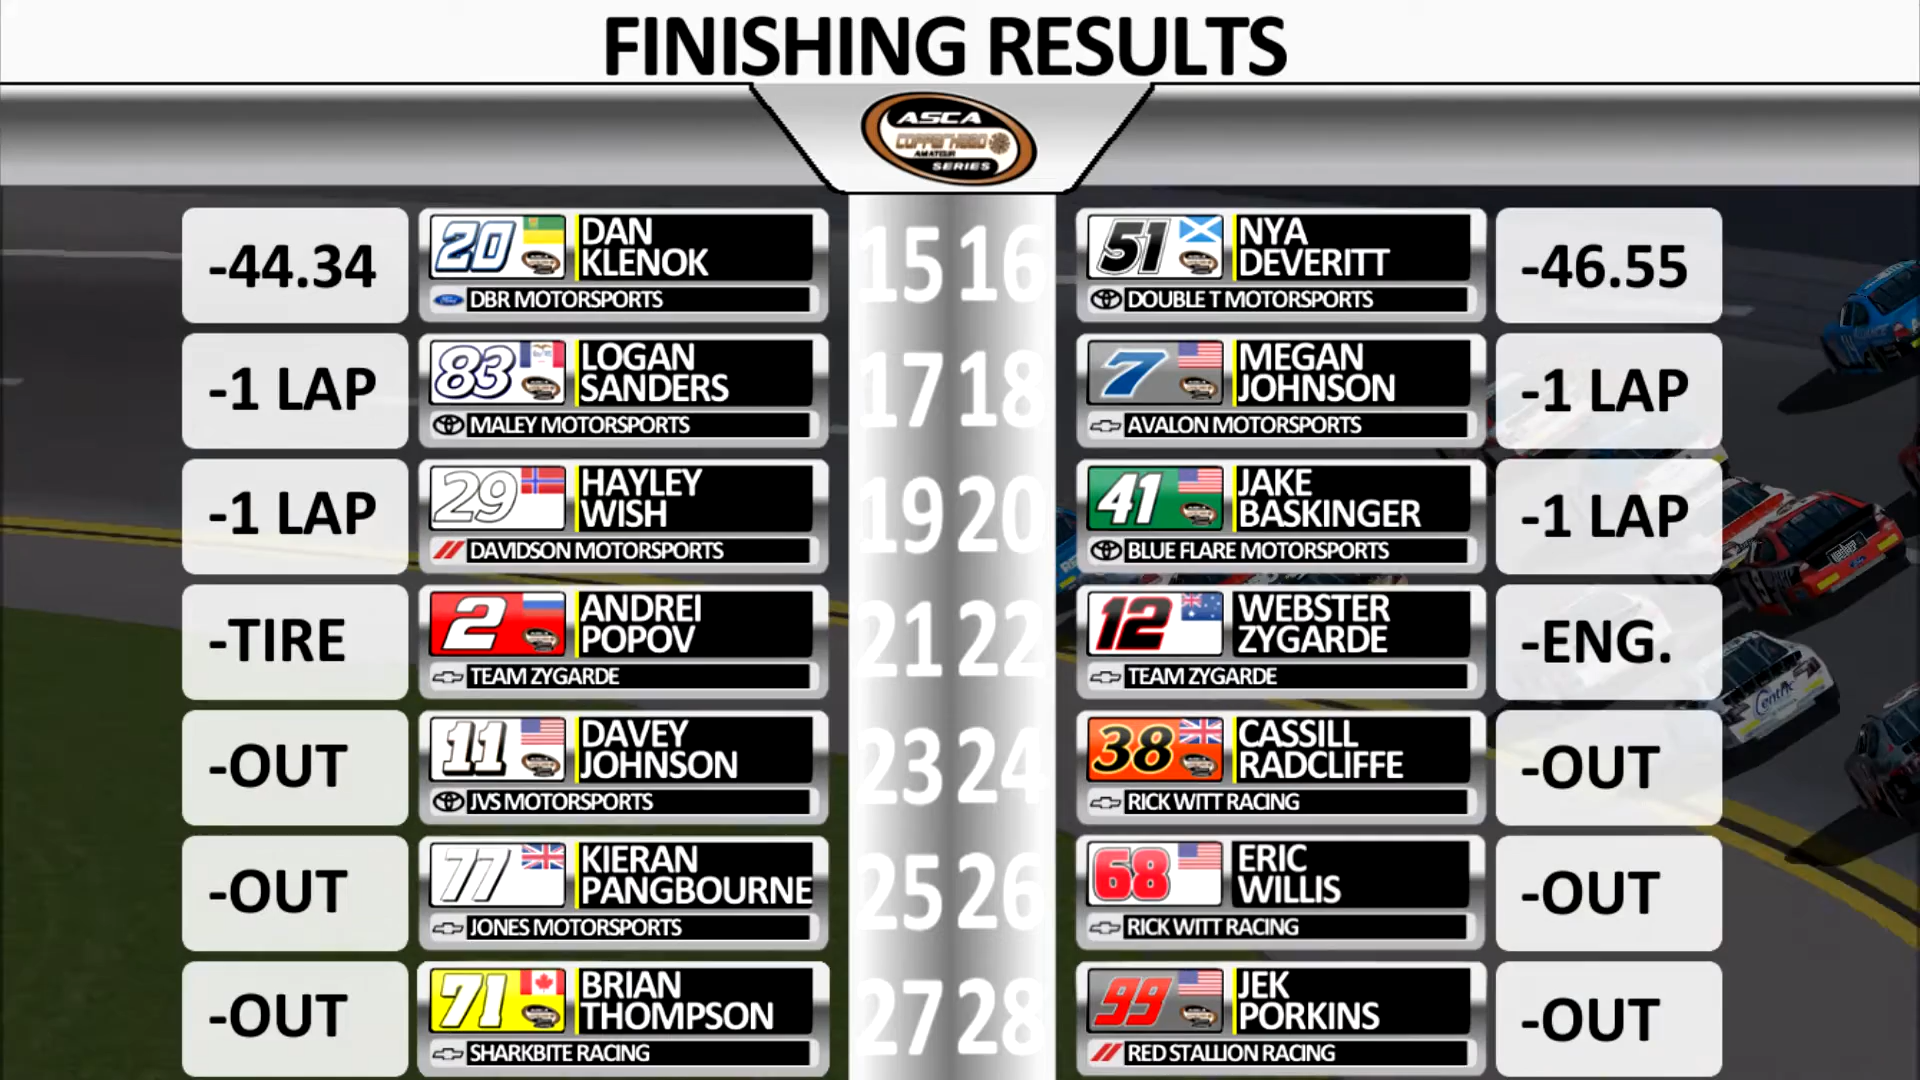 FINISHING RESULTS
ASCA
COPPERHEAD
AMATEUR
SERIES
-44.34
20
DAN
KLENOK
DBR MOTORSPORTS
15
16
51
NYA
DEVERITT
DOUBLE T MOTORSPORTS
-46.55
-1 LAP
83
LOGAN
SANDERS
MALEY MOTORSPORTS
17
18
7
MEGAN
JOHNSON
AVALON MOTORSPORTS
-1 LAP
-1 LAP
29
HAYLEY
WISH
DAVIDSON MOTORSPORTS
19
20
41
JAKE
BASKINGER
BLUE FLARE MOTORSPORTS
-1 LAP
-TIRE
2
ANDREI
POPOV
TEAM ZYGARDE
21
22
12
WEBSTER
ZYGARDE
TEAM ZYGARDE
-ENG.
-OUT
11
DAVEY
JOHNSON
JVS MOTORSPORTS
23
24
38
CASSILL
RADCLIFFE
RICK WITT RACING
-OUT
-OUT
77
KIERAN
PANGBOURNE
JONES MOTORSPORTS
25
26
68
ERIC
WILLIS
RICK WITT RACING
-OUT
-OUT
71
BRIAN
THOMPSON
SHARKBITE RACING
27
28
99
JEK
PORKINS
RED STALLION RACING
-OUT
Centric